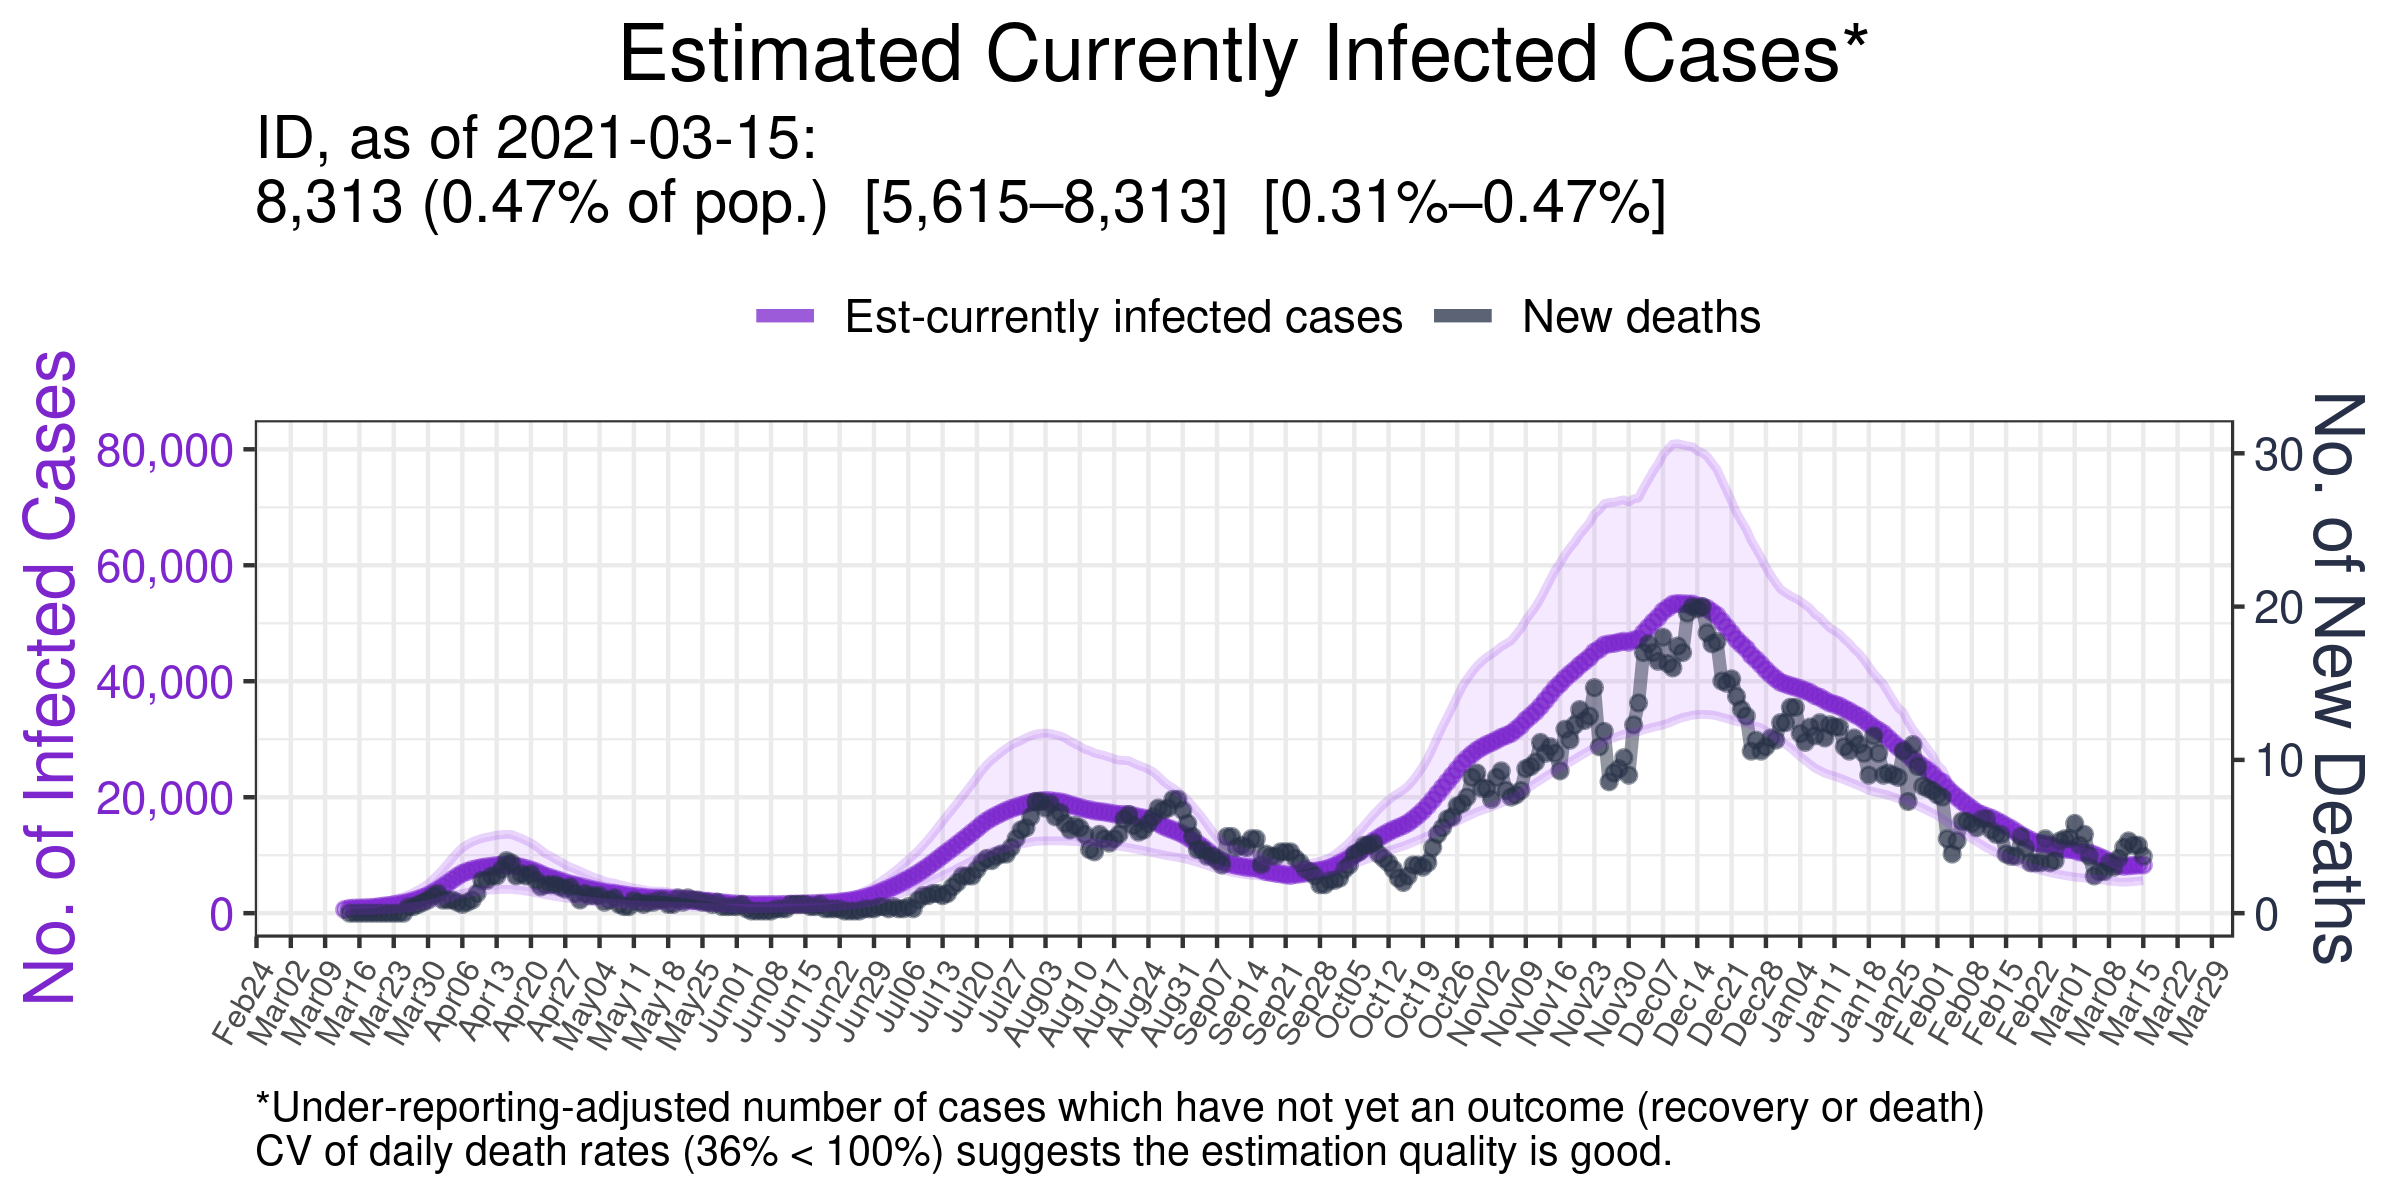 Estimated Currently Infected Cases*
ID, as of 2021-03-15:
8,313 (0.47% of pop.) [5,615–8,313] [0.31%–0.47%]
Est-currently infected cases New deaths
No. of Infected Cases
80,000
60,000
40,000
20,000
0
30
20
10
0
No. of New Deaths
Feb24 Mar02 Mar09 Mar16 Mar23 Mar30 Apr06 Apr13 Apr20 Apr27 May04 May11 May18 May25 Jun01 Jun08 Jun15 Jun22 Jun29 Jul06 Jul13 Jul20 Jul27 Aug03 Aug10 Aug17 Aug24 Aug31 Sep07 Sep14 Sep21 Sep28 Oct05 Oct12 Oct19 Oct26 Nov02 Nov09 Nov16 Nov23 Nov30 Dec07 Dec14 Dec21 Dec28 Jan04 Jan11 Jan18 Jan25 Feb01 Feb08 Feb15 Feb22 Mar01 Mar08 Mar15 Mar22 Mar29
*Under-reporting-adjusted number of cases which have not yet an outcome (recovery or death)
CV of daily death rates (36% < 100%) suggests the estimation quality is good.